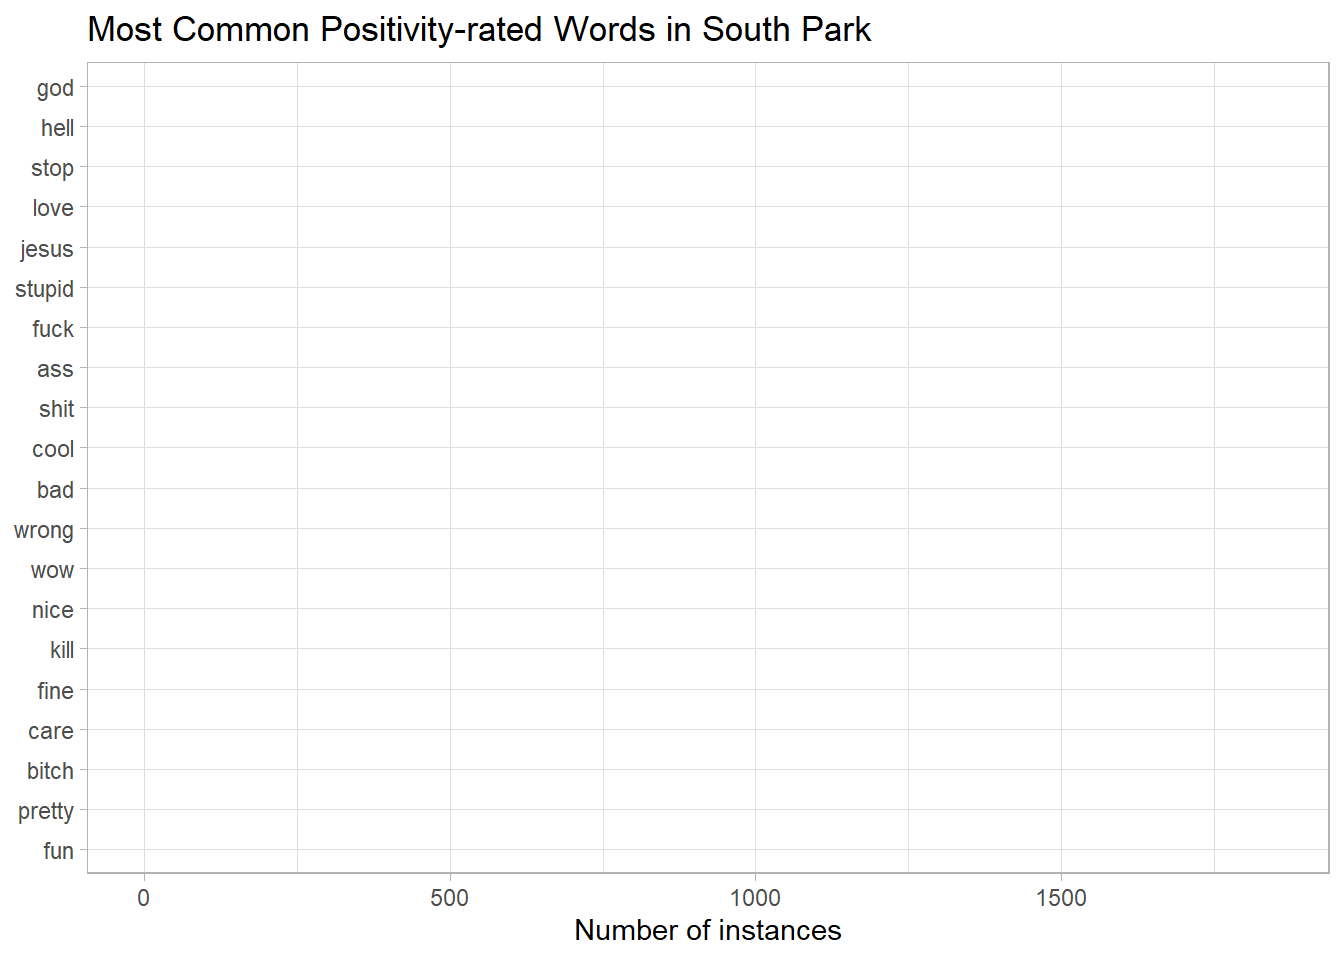 Most Common Positivity-rated Words in South Park
god
hell
stop
love
jesus
stupid
fuck
ass
shit
cool
bad
wrong
wow
nice
kill
fine
care
bitch
pretty
fun
0 500 1000 1500
Number of instances